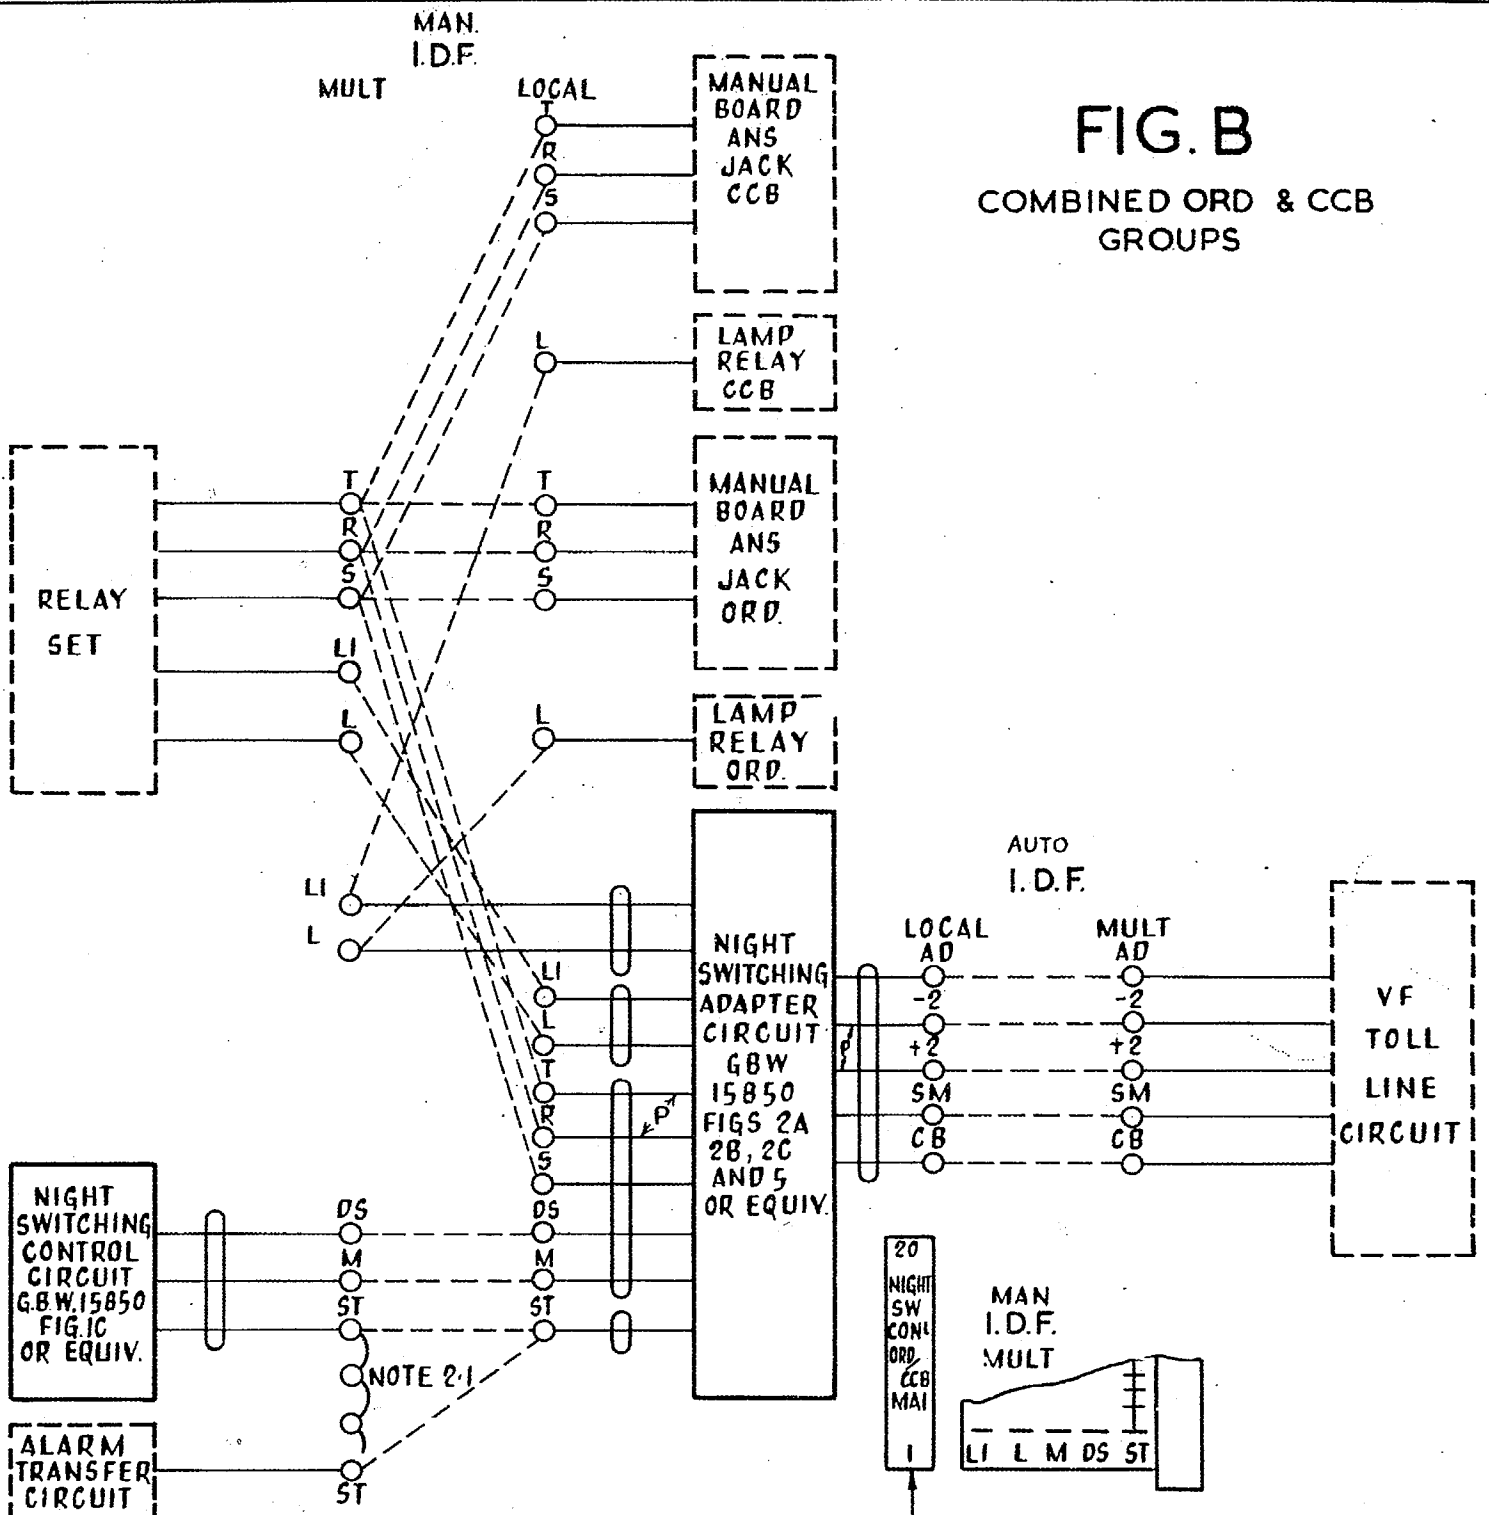 MAN.
I.D.F.
MULT
LOCAL
T
R
S
MANUAL
BOARD
ANS
JACK
CCB
FIG. B
COMBINED ORD & CCB
GROUPS
L
LAMP
RELAY
CCB
RELAY
SET
T
R
S
LI
L
T
R
S
MANUAL
BOARD
ANS
JACK
ORD.
L
LAMP
RELAY
ORD.
LI
L
LI
L
T
R
S
P
NIGHT
SWITCHING
ADAPTER
CIRCUIT
GBW
15850
FIGS 2A
2B, 2C
AND 5
OR EQUIV.
P
AUTO
I.D.F.
LOCAL
AD
-2
+2
SM
CB
MULT
AD
-2
+2
SM
CB
VF
TOLL
LINE
CIRCUIT
NIGHT
SWITCHING
CONTROL
CIRCUIT
G.B.W.15850
FIG.1C
OR EQUIV.
DS
M
ST
DS
M
ST
NOTE 2·1
ALARM
TRANSFER
CIRCUIT
ST
20
NIGHT
SW
CONL
ORD/
CCB
MAI
1
MAN
I.D.F.
MULT
LI L M DS ST